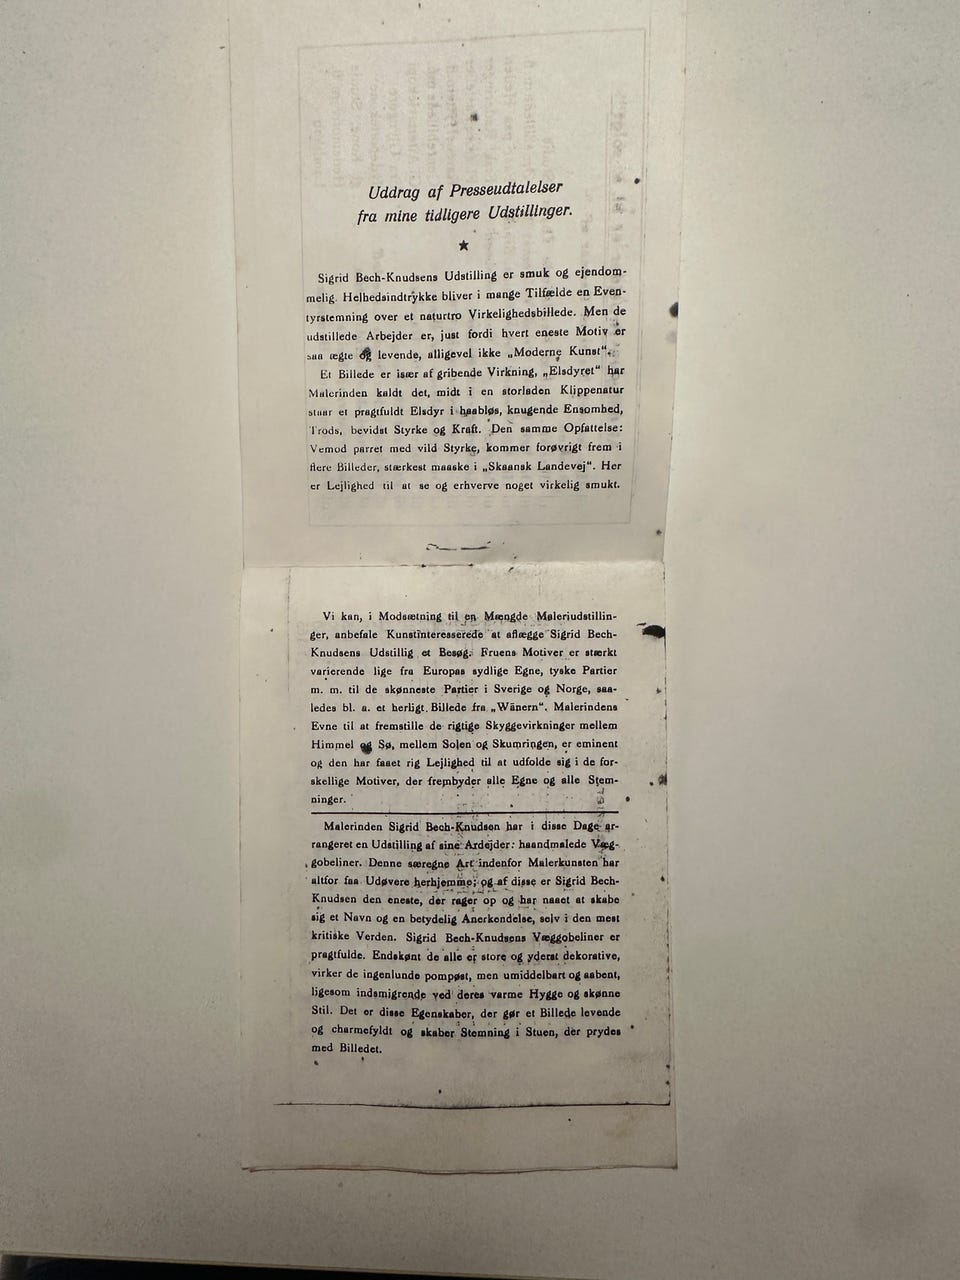 Uddrag af Presseudtalelser
fra mine tidligere Udstillinger.
★
Sigrid Bech-Knudsens Udstilling er smuk og ejendom-
melig. Helhedsindtrykke bliver i mange Tilfælde en Even-
tyrstemning over et naturtro Virkelighedsbillede. Men de
udstillede Arbejder er, just fordi hvert eneste Motiv er
saa ægte og levende, alligevel ikke „Moderne Kunst“.
Et Billede er især af gribende Virkning, „Elsdyret“ har
Malerinden kaldt det, midt i en storladen Klippenatur
staar et pragtfuldt Elsdyr i haabløs, knugende Ensomhed,
Trods, bevidst Styrke og Kraft. Den samme Opfattelse:
Vemod parret med vild Styrke, kommer forøvrigt frem i
flere Billeder, stærkest maaske i „Skaansk Landevej“. Her
er Lejlighed til at se og erhverve noget virkelig smukt.
Vi kan, i Modsætning til en Mængde Maleriudstillin-
ger, anbefale Kunstinteresserede at aflægge Sigrid Bech-
Knudsens Udstillig et Besøg. Fruens Motiver er stærkt
varierende lige fra Europas sydlige Egne, tyske Partier
m. m. til de skønneste Partier i Sverige og Norge, saa-
ledes bl. a. et herligt Billede fra „Wänern“. Malerindens
Evne til at fremstille de rigtige Skyggevirkninger mellem
Himmel og Sø, mellem Solen og Skumringen, er eminent
og den har faaet rig Lejlighed til at udfolde sig i de for-
skellige Motiver, der frembyder alle Egne og alle Stem-
ninger.
Malerinden Sigrid Bech-Knudsen har i disse Dage ar-
rangeret en Udstilling af sine Ardejder: haandmalede Væg-
gobeliner. Denne særegne Art indenfor Malerkunsten har
altfor faa Udøvere herhjemme; og af disse er Sigrid Bech-
Knudsen den eneste, der rager op og har naaet at skabe
sig et Navn og en betydelig Anerkendelse, selv i den mest
kritiske Verden. Sigrid Bech-Knudsens Væggobeliner er
pragtfulde. Endskønt de alle er store og yderst dekorative,
virker de ingenlunde pompøst, men umiddelbart og aabent,
ligesom indsmigrende ved deres varme Hygge og skønne
Stil. Det er disse Egenskaber, der gør et Billede levende
og charmefyldt og skaber Stemning i Stuen, der prydes
med Billedet.